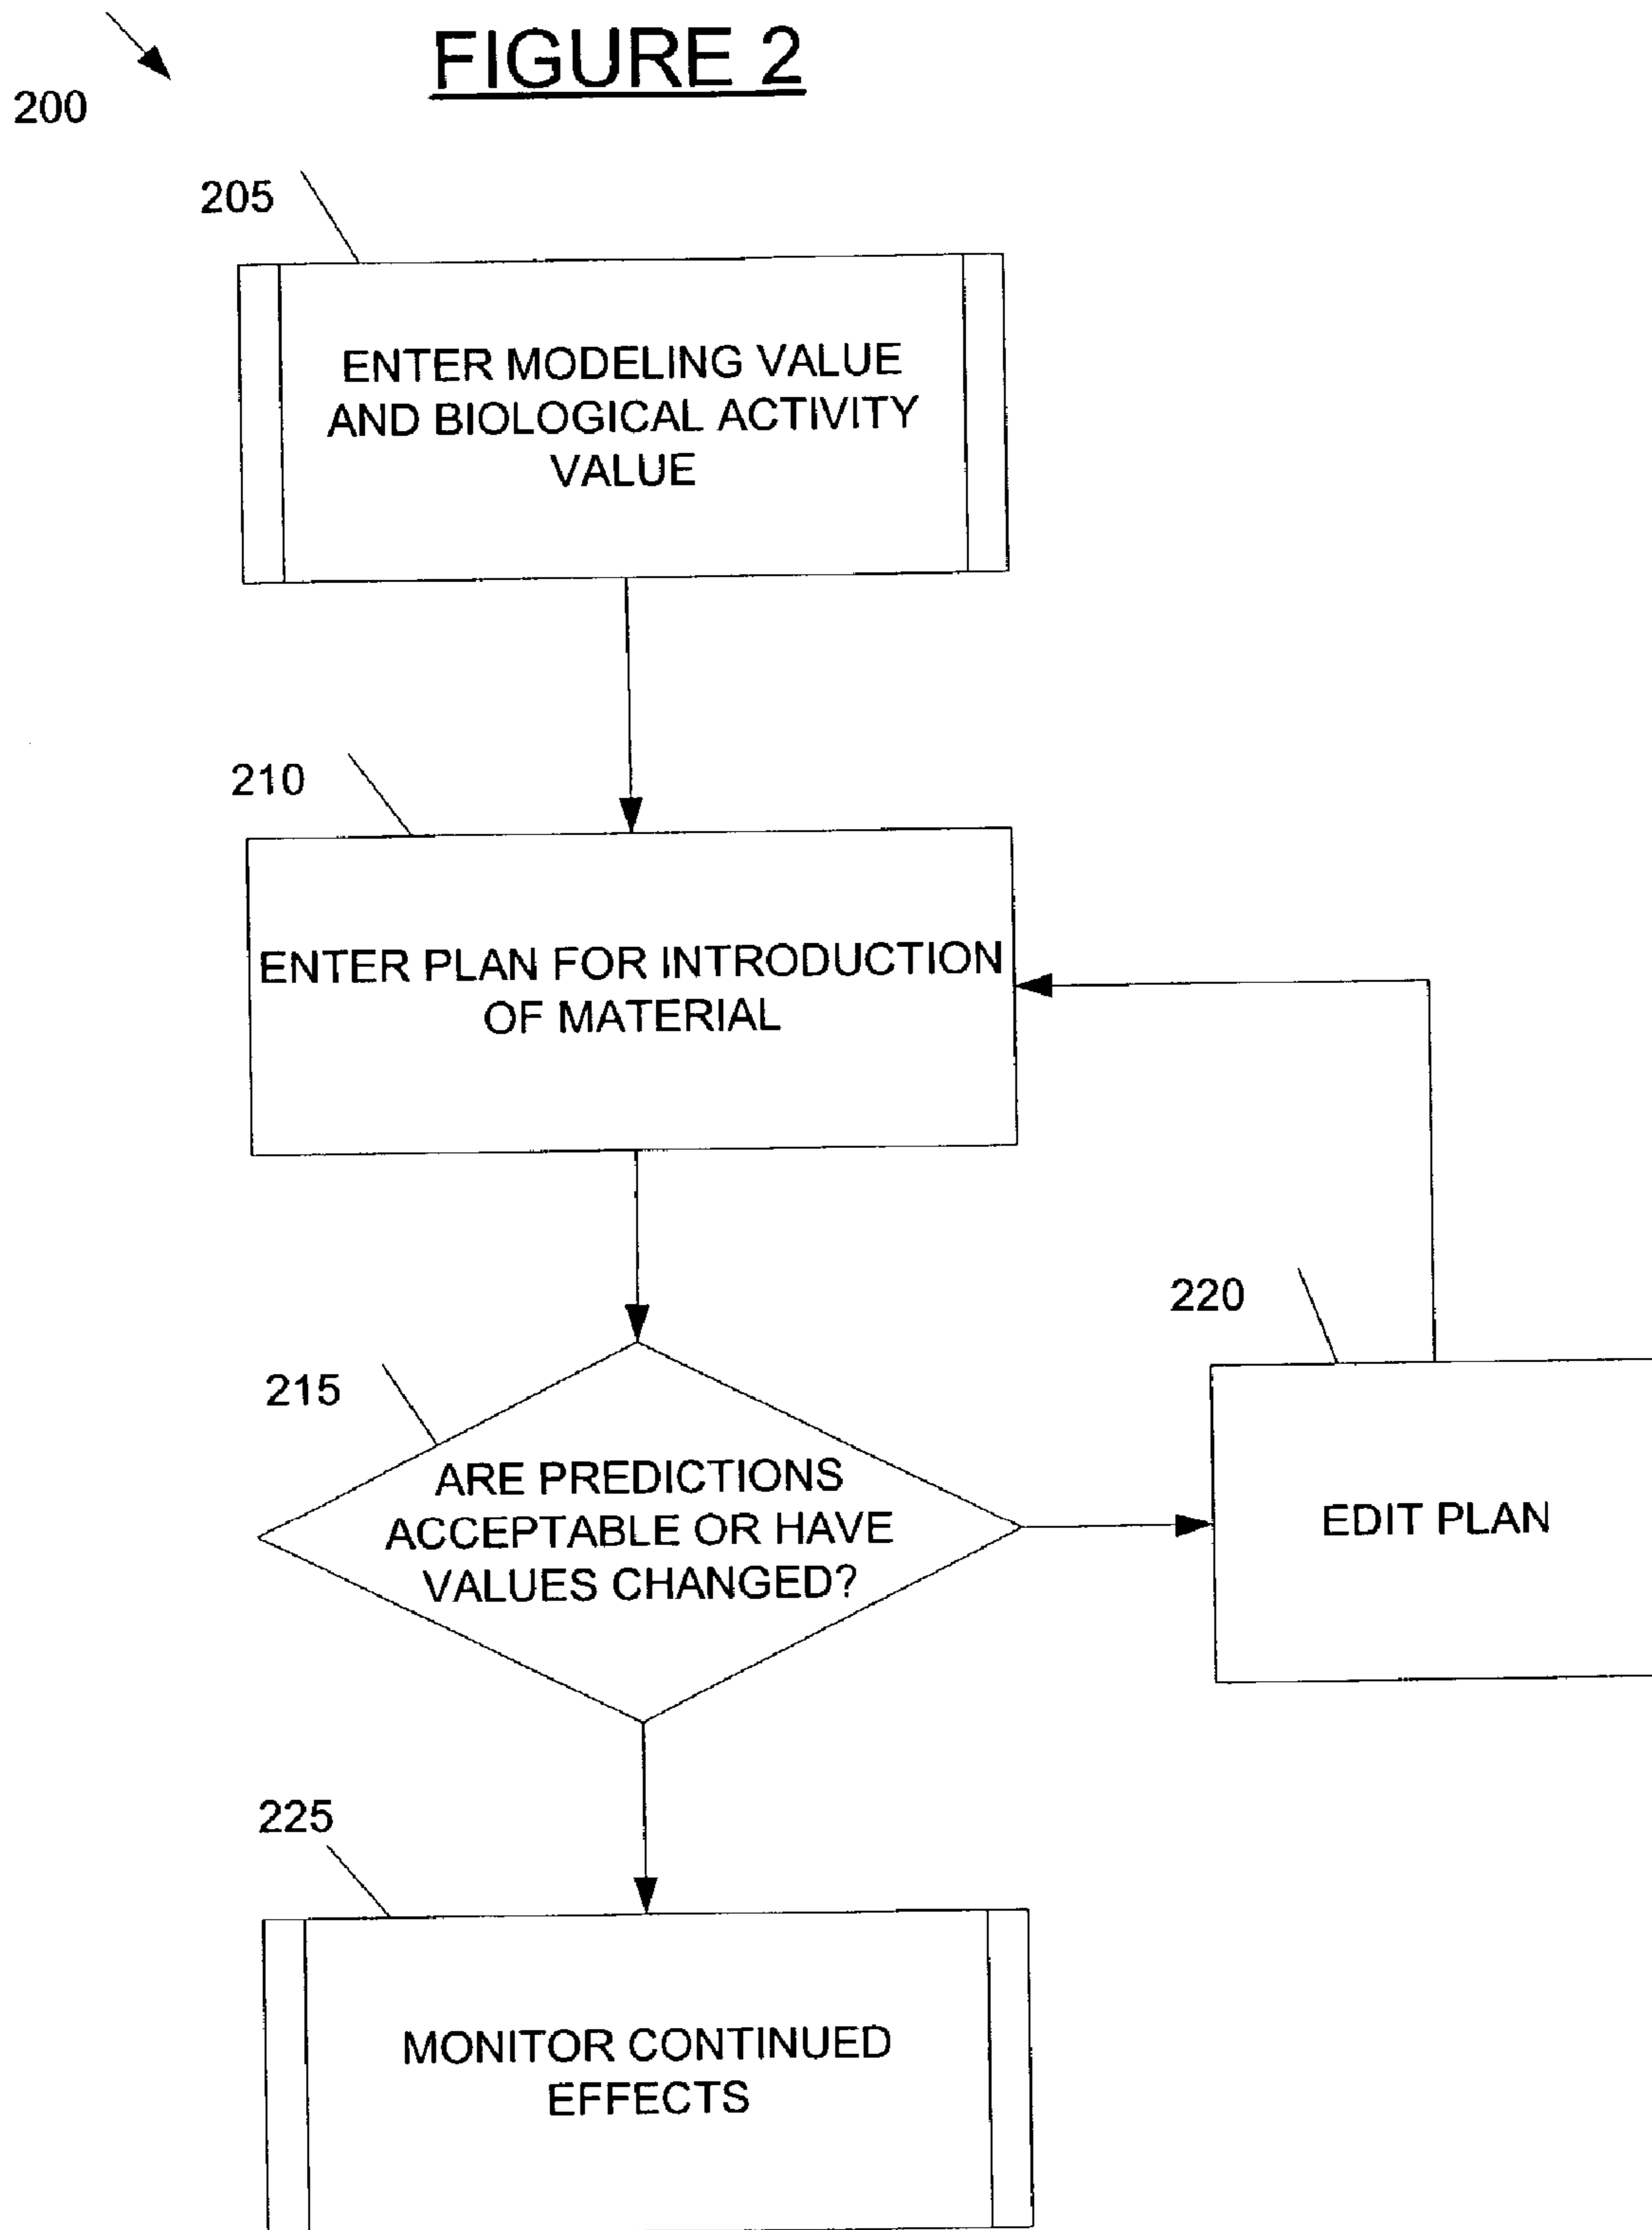 FIGURE 2
200
205
ENTER MODELING VALUE
AND BIOLOGICAL ACTIVITY
VALUE
210
ENTER PLAN FOR INTRODUCTION
OF MATERIAL
215
ARE PREDICTIONS
ACCEPTABLE OR HAVE
VALUES CHANGED?
220
EDIT PLAN
225
MONITOR CONTINUED
EFFECTS